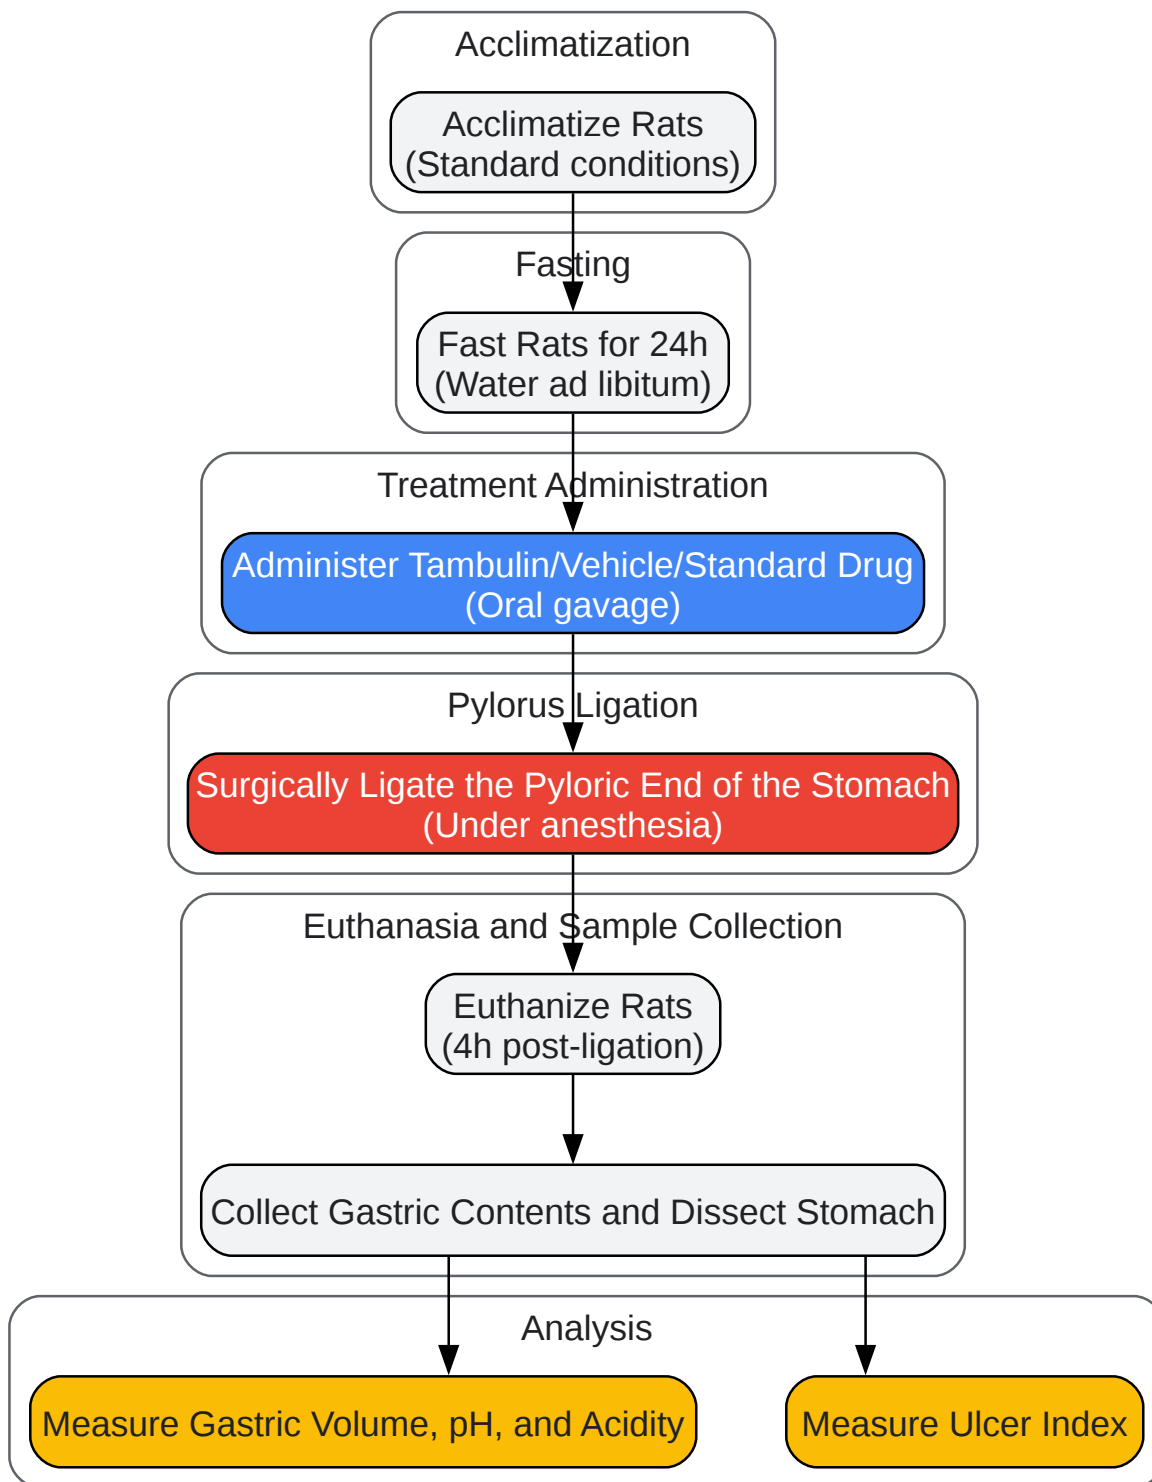 Acclimatization
Acclimatize Rats
(Standard conditions)
Fasting
Fast Rats for 24h
(Water ad libitum)
Treatment Administration
Administer Tambulin/Vehicle/Standard Drug
(Oral gavage)
Pylorus Ligation
Surgically Ligate the Pyloric End of the Stomach
(Under anesthesia)
Euthanasia and Sample Collection
Euthanize Rats
(4h post-ligation)
Collect Gastric Contents and Dissect Stomach
Analysis
Measure Gastric Volume, pH, and Acidity
Measure Ulcer Index